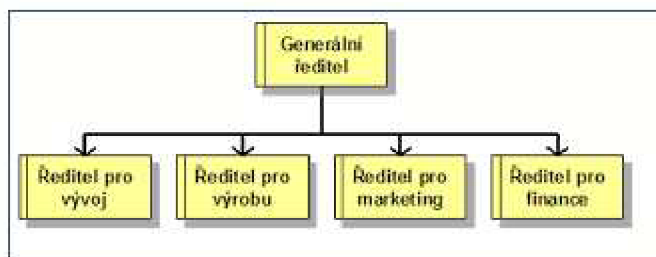 Generální
ředitel
Ředitel pro
vývoj
Ředitel pro
výrobu
Ředitel pro
marketing
Ředitel pro
finance